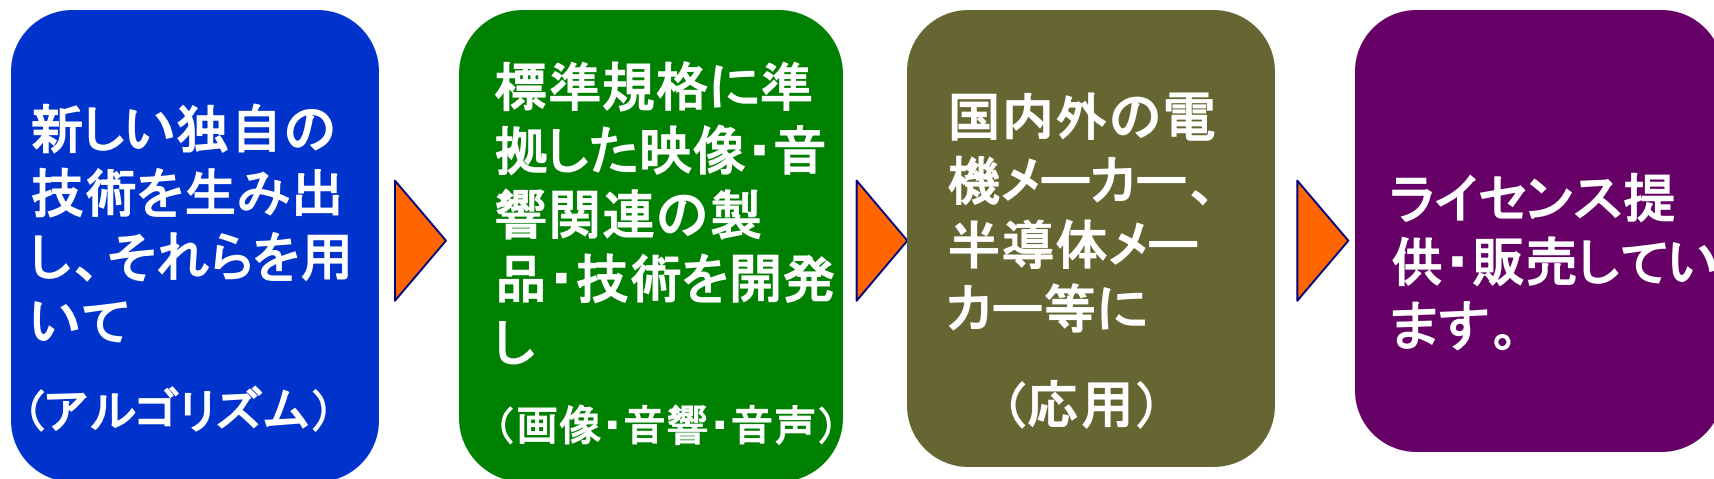 新しい独自の
技術を生み出
し、それらを用
いて
（アルゴリズム）
標準規格に準
拠した映像・音
響関連の製
品・技術を開発
し
（画像・音響・音声）
国内外の電
機メーカー、
半導体メー
カー等に
（応用）
ライセンス提
供・販売してい
ます。